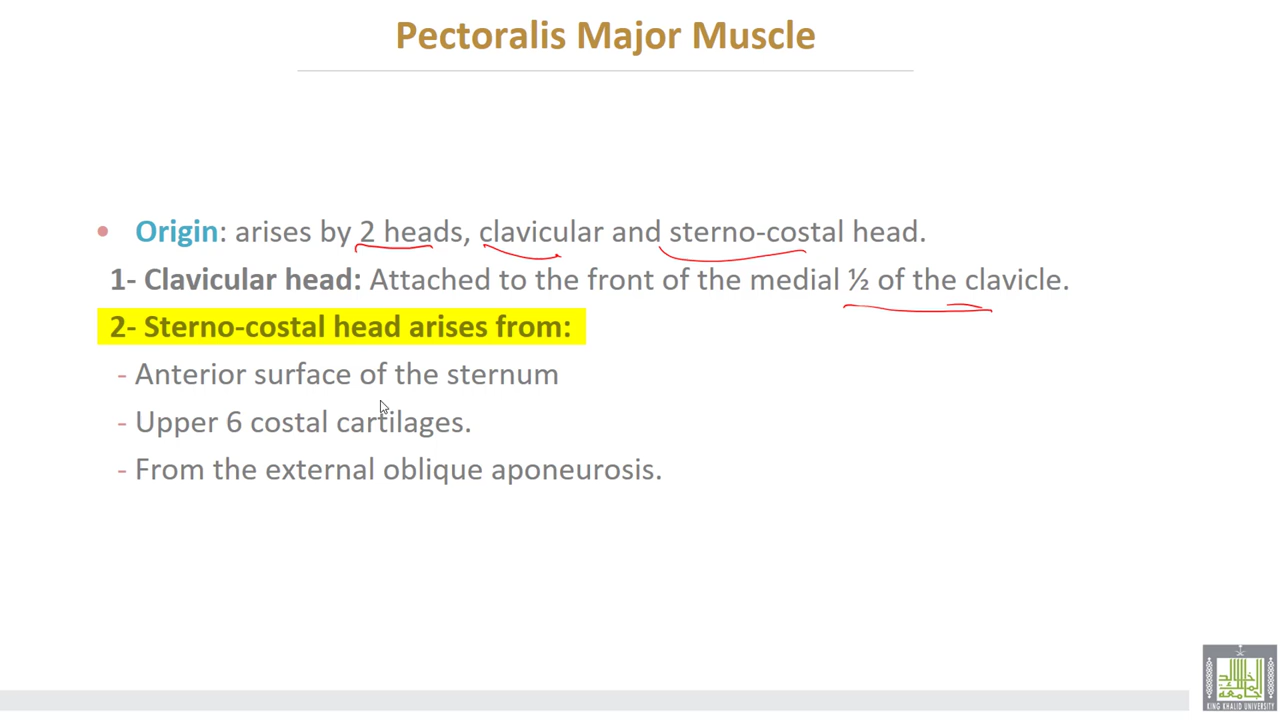 Pectoralis Major Muscle
• Origin: arises by 2 heads, clavicular and sterno-costal head.
1- Clavicular head: Attached to the front of the medial ½ of the clavicle.
2- Sterno-costal head arises from:
- Anterior surface of the sternum
- Upper 6 costal cartilages.
- From the external oblique aponeurosis.
KING KHALID UNIVERSITY